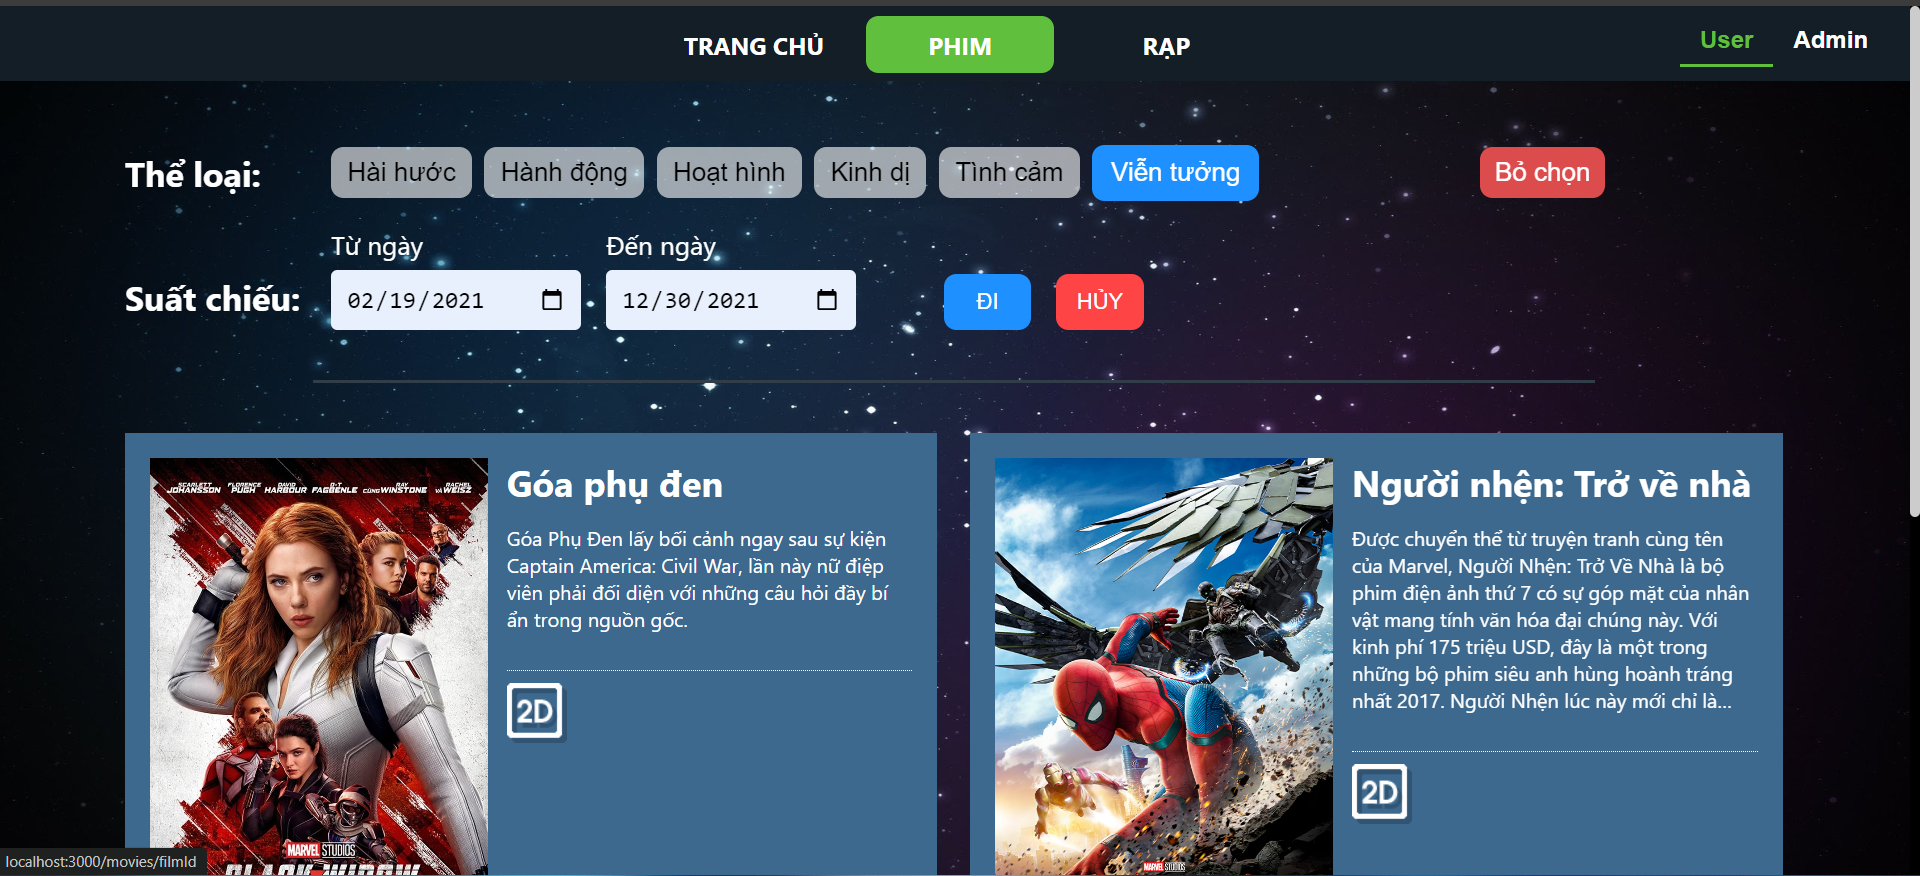 TRANG CHỦ
PHIM
RẠP
User
Admin
Thể loại:
Hài hước
Hành động
Hoạt hình
Kinh dị
Tình cảm
Viễn tưởng
Bỏ chọn
Từ ngày
Đến ngày
Suất chiếu:
02/19/2021
12/30/2021
ĐI
HỦY
SCARLETT JOHANSSON
FLORENCE PUGH
DAVID HARBOUR
O-T FAGBENLE
CÙNG RAY WINSTONE
VÀ RACHEL WEISZ
MARVEL STUDIOS
BLACK WIDOW
Góa phụ đen
Góa Phụ Đen lấy bối cảnh ngay sau sự kiện
Captain America: Civil War, lần này nữ điệp
viên phải đối diện với những câu hỏi đầy bí
ẩn trong nguồn gốc.
2D
MARVEL STUDIOS
Người nhện: Trở về nhà
Được chuyển thể từ truyện tranh cùng tên
của Marvel, Người Nhện: Trở Về Nhà là bộ
phim điện ảnh thứ 7 có sự góp mặt của nhân
vật mang tính văn hóa đại chúng này. Với
kinh phí 175 triệu USD, đây là một trong
những bộ phim siêu anh hùng hoành tráng
nhất 2017. Người Nhện lúc này mới chỉ là...
2D
localhost:3000/movies/filmId